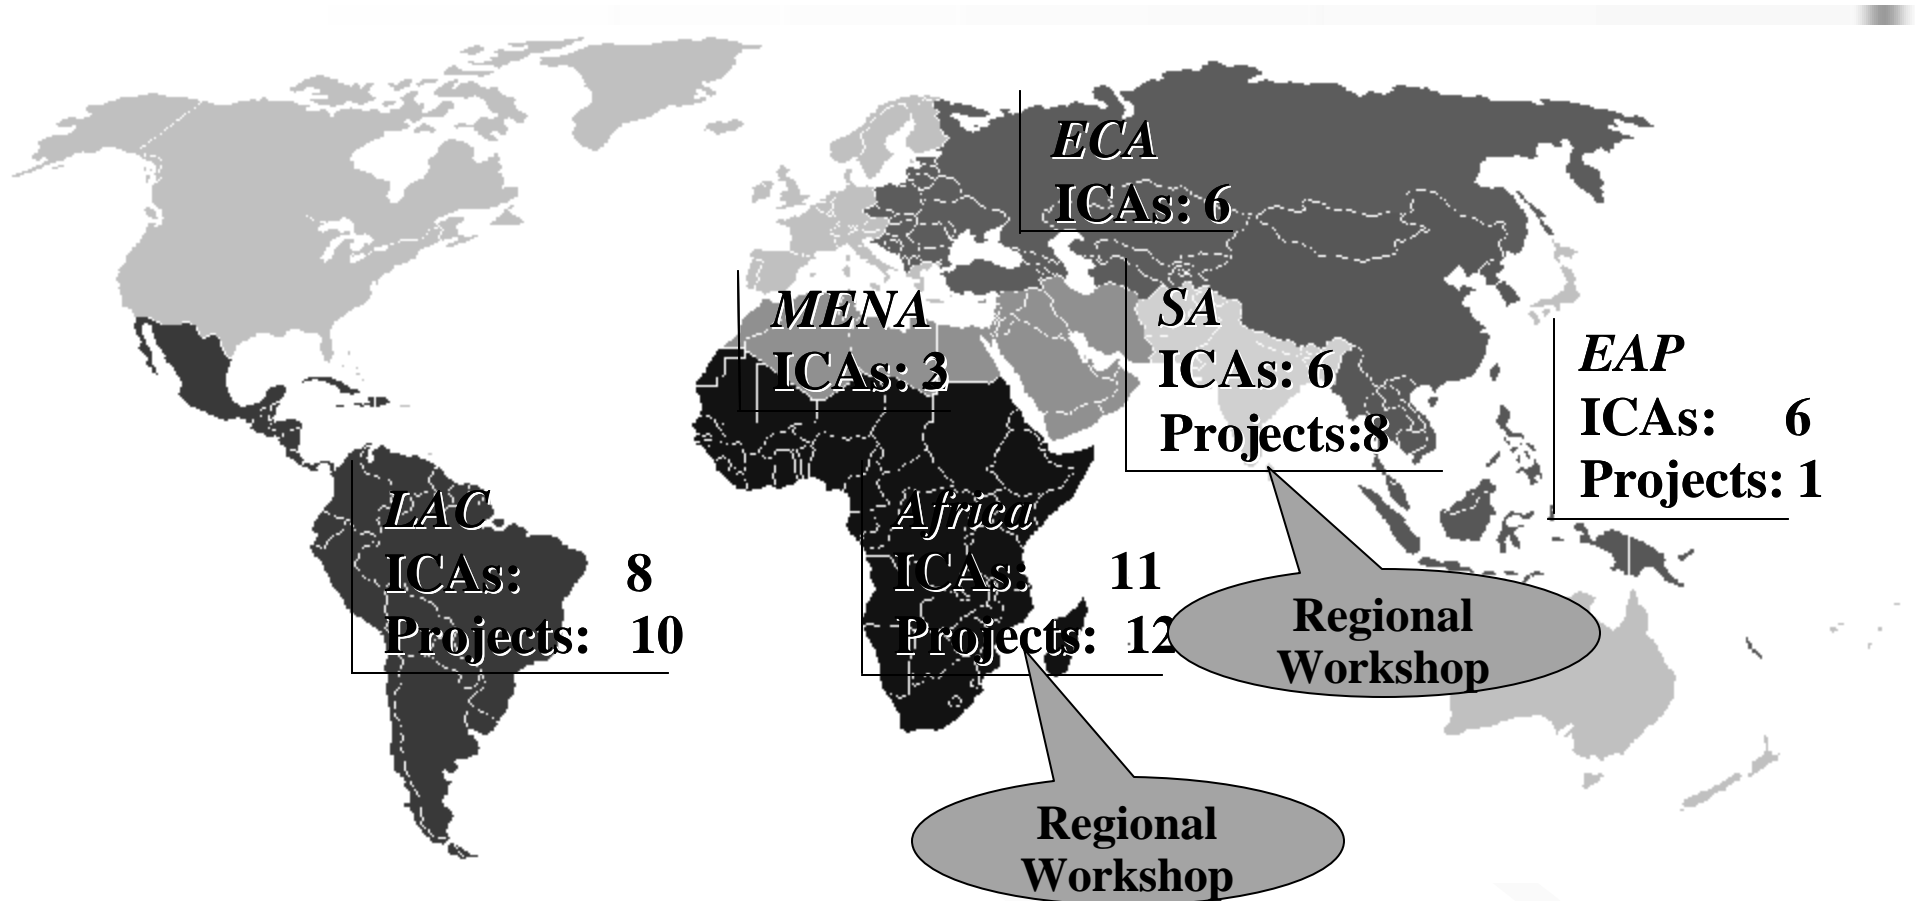 ECA
ICAs: 6
MENA
ICAs: 3
SA
ICAs: 6
Projects:8
EAP
ICAs: 6
Projects: 1
LAC
ICAs: 8
Projects: 10
Africa
ICAs: 11
Projects: 12
Regional
Workshop
Regional
Workshop